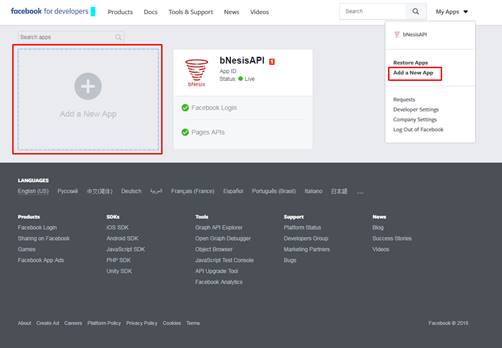 facebook for developers Products Docs Tools & Support News Videos Search My Apps
Search apps
bNesisAPI
Restore Apps
Add a New App
Requests
Developer Settings
Company Settings
Log Out of Facebook
Add a New App
bNesis
bNesisAPI 1
App ID
Status: Live
Facebook Login
Pages APIs
LANGUAGES
English (US) Русский 中文(简体) Deutsch العربية Français (France) Español Português (Brasil) Italiano 日本語 ...
Products
Facebook Login
Sharing on Facebook
Games
Facebook App Ads
SDKs
iOS SDK
Android SDK
JavaScript SDK
PHP SDK
Unity SDK
Tools
Graph API Explorer
Open Graph Debugger
Object Browser
JavaScript Test Console
API Upgrade Tool
Facebook Analytics
Support
Platform Status
Developers Group
Marketing Partners
Bugs
News
Blog
Success Stories
Videos
About Create Ad Careers Platform Policy Privacy Policy Cookies Terms
Facebook © 2018